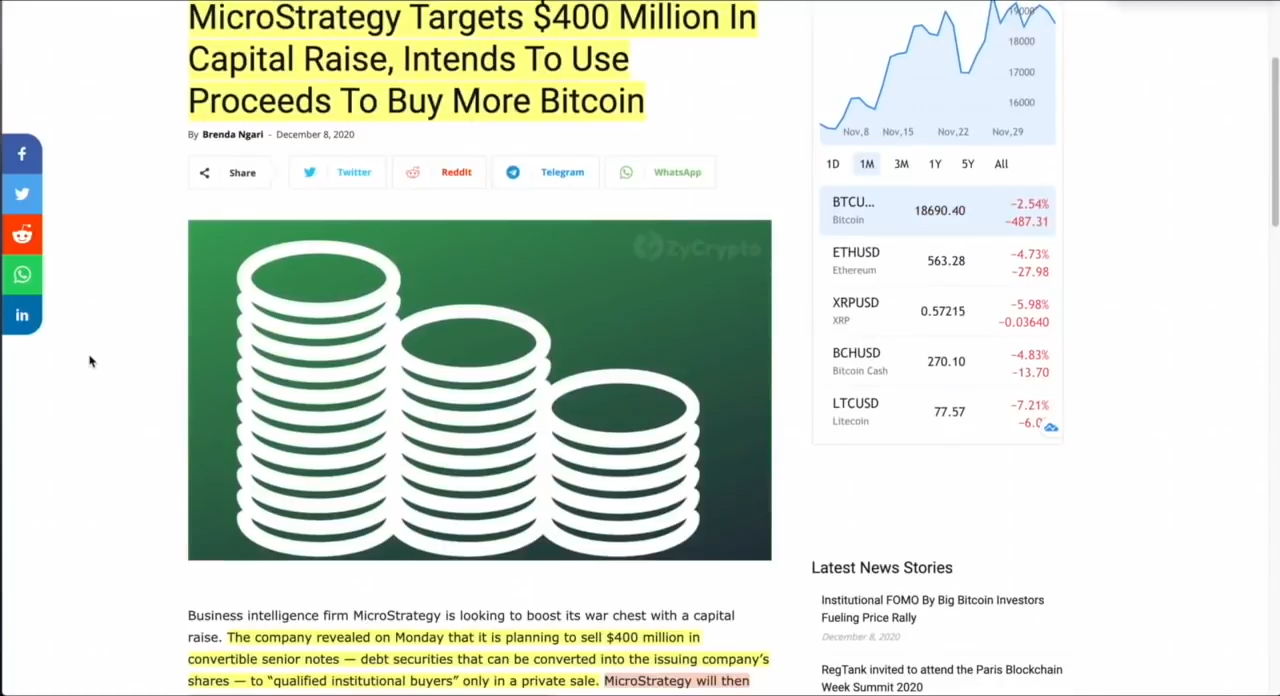 MicroStrategy Targets $400 Million In
Capital Raise, Intends To Use
Proceeds To Buy More Bitcoin
By Brenda Ngari - December 8, 2020
Share
Twitter
ReddIt
Telegram
WhatsApp
ZyCrypto
Business intelligence firm MicroStrategy is looking to boost its war chest with a capital
raise. The company revealed on Monday that it is planning to sell $400 million in
convertible senior notes — debt securities that can be converted into the issuing company's
shares — to “qualified institutional buyers” only in a private sale. MicroStrategy will then
19000
18000
17000
16000
Nov,8 Nov,15 Nov,22 Nov,29
1D 1M 3M 1Y 5Y All
BTCU... 18690.40 −2.54%
Bitcoin −487.31
ETHUSD 563.28 −4.73%
Ethereum −27.98
XRPUSD 0.57215 −5.98%
XRP −0.03640
BCHUSD 270.10 −4.83%
Bitcoin Cash −13.70
LTCUSD 77.57 −7.21%
Litecoin
Latest News Stories
Institutional FOMO By Big Bitcoin Investors
Fueling Price Rally
December 8, 2020
RegTank invited to attend the Paris Blockchain
Week Summit 2020